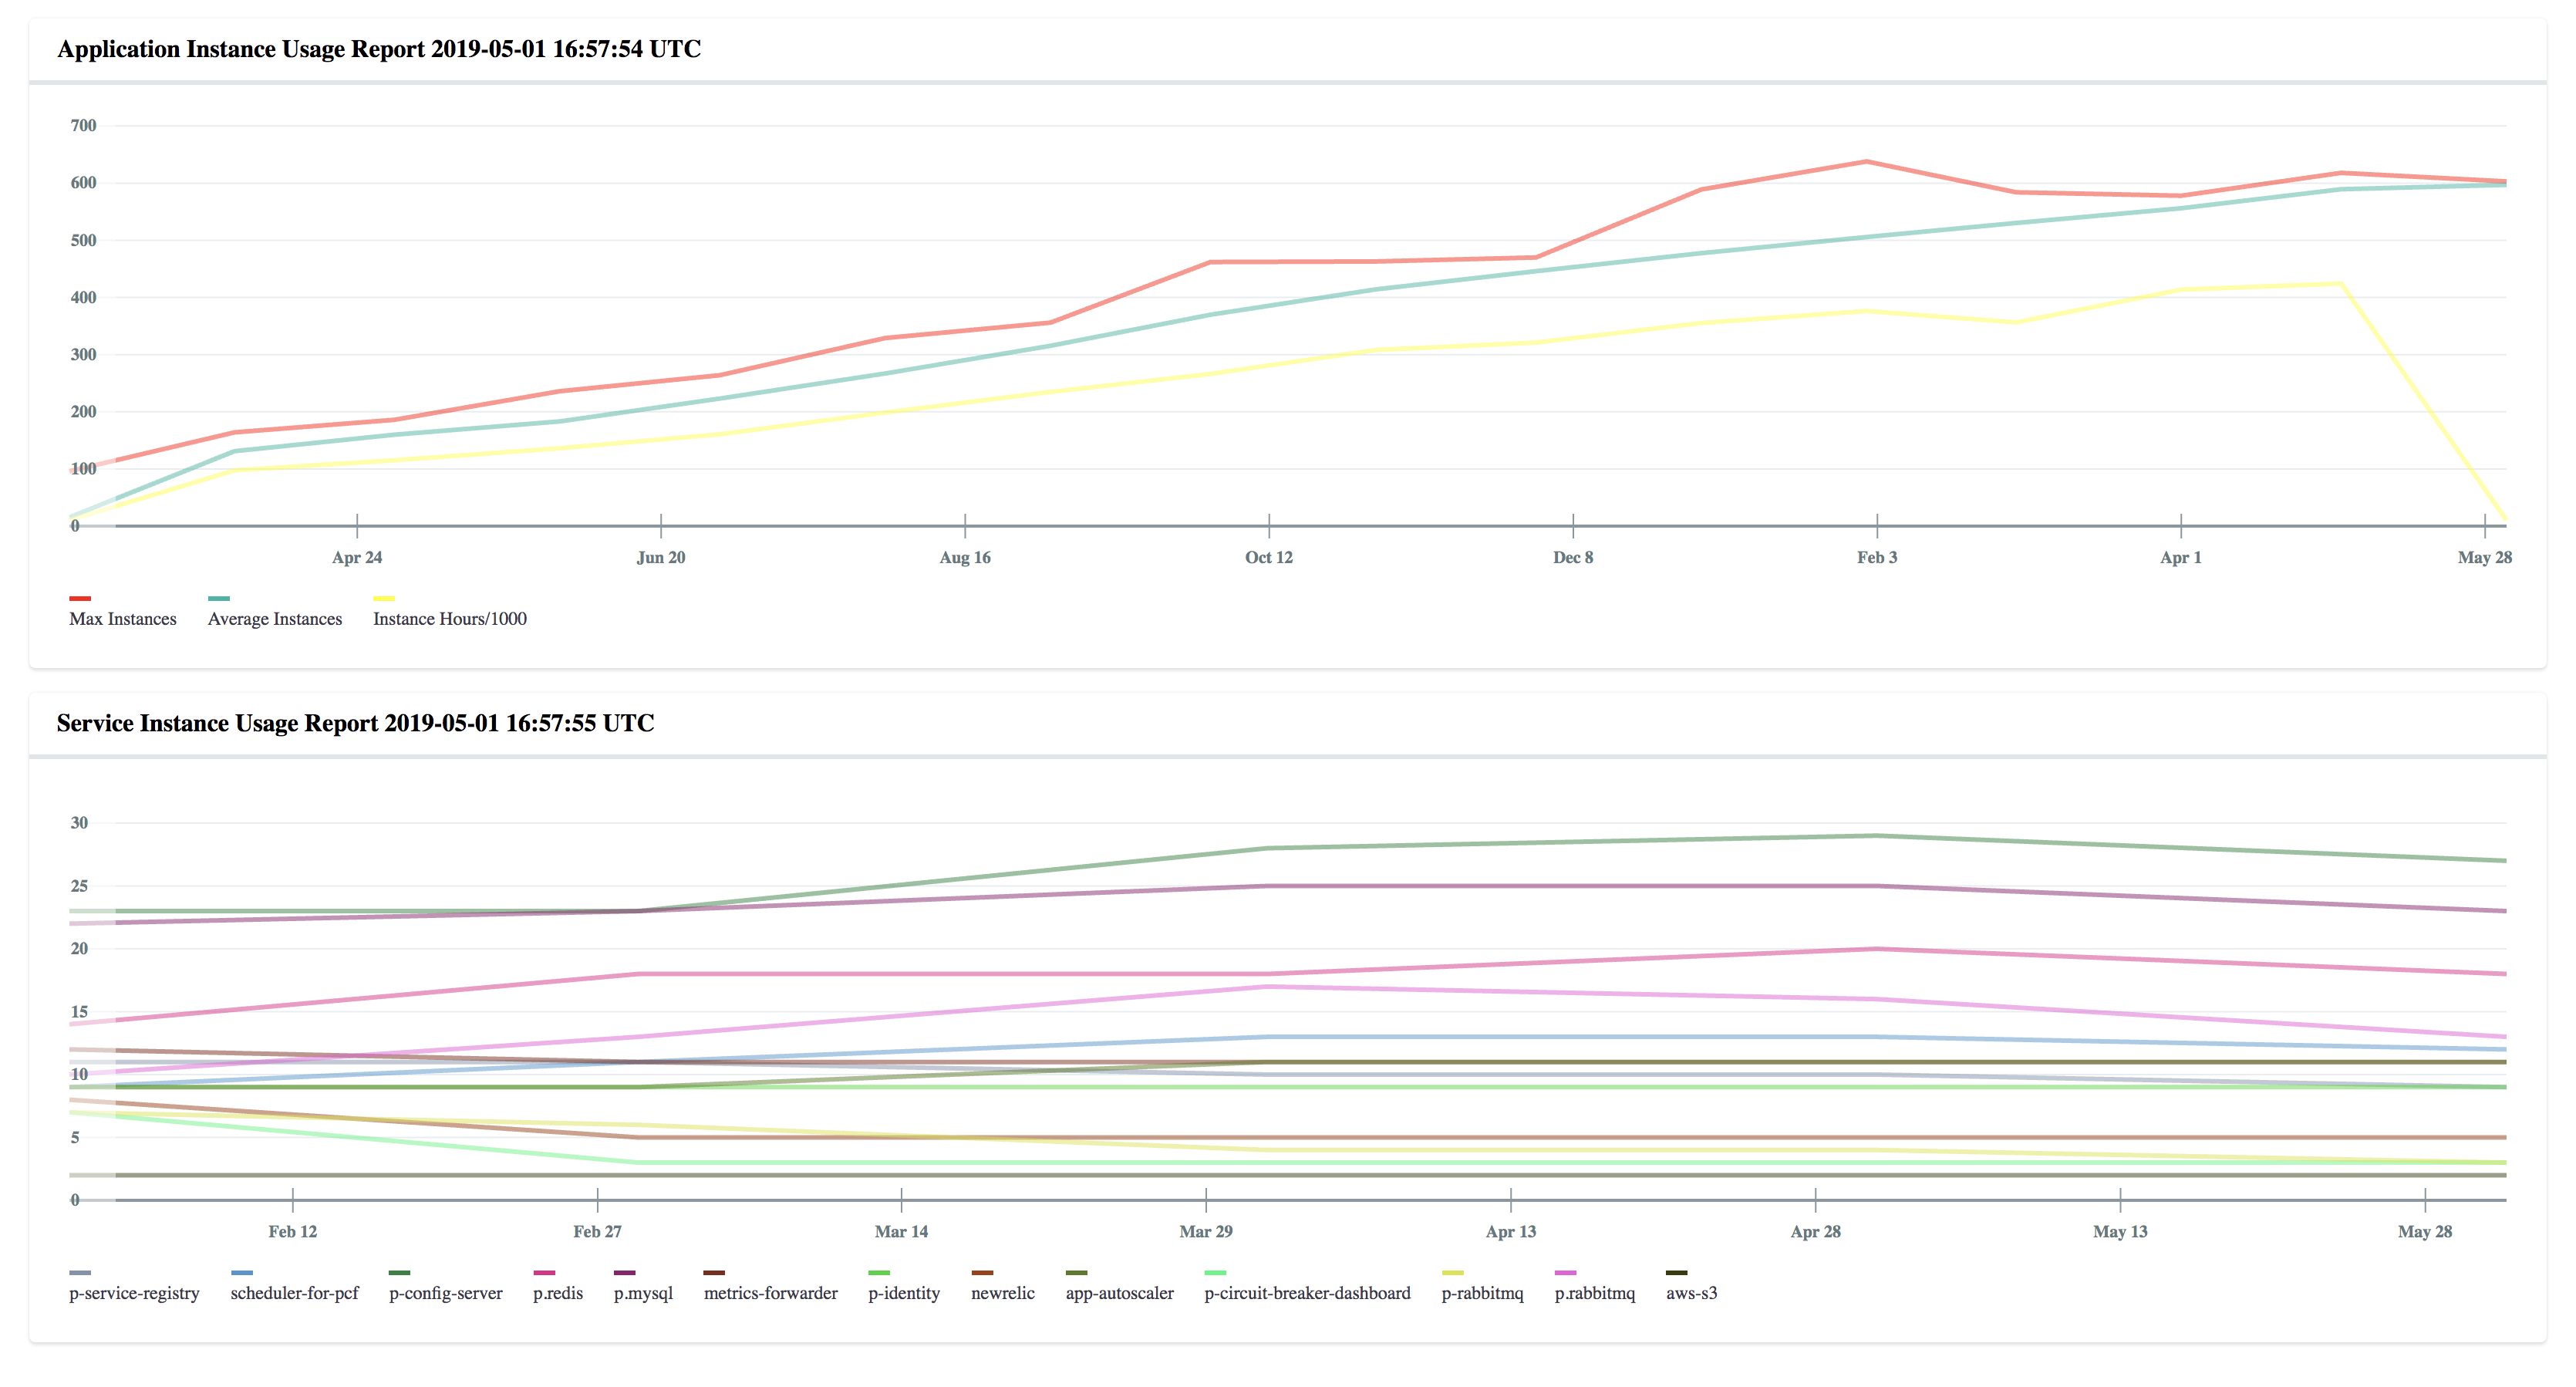 Application Instance Usage Report 2019-05-01 16:57:54 UTC
700
600
500
400
300
200
100
0
Apr 24 Jun 20 Aug 16 Oct 12 Dec 8 Feb 3 Apr 1 May 28
Max Instances Average Instances Instance Hours/1000
Service Instance Usage Report 2019-05-01 16:57:55 UTC
30
25
20
15
10
5
0
Feb 12 Feb 27 Mar 14 Mar 29 Apr 13 Apr 28 May 13 May 28
p-service-registry scheduler-for-pcf p-config-server p.redis p.mysql metrics-forwarder p-identity newrelic app-autoscaler p-circuit-breaker-dashboard p-rabbitmq p.rabbitmq aws-s3